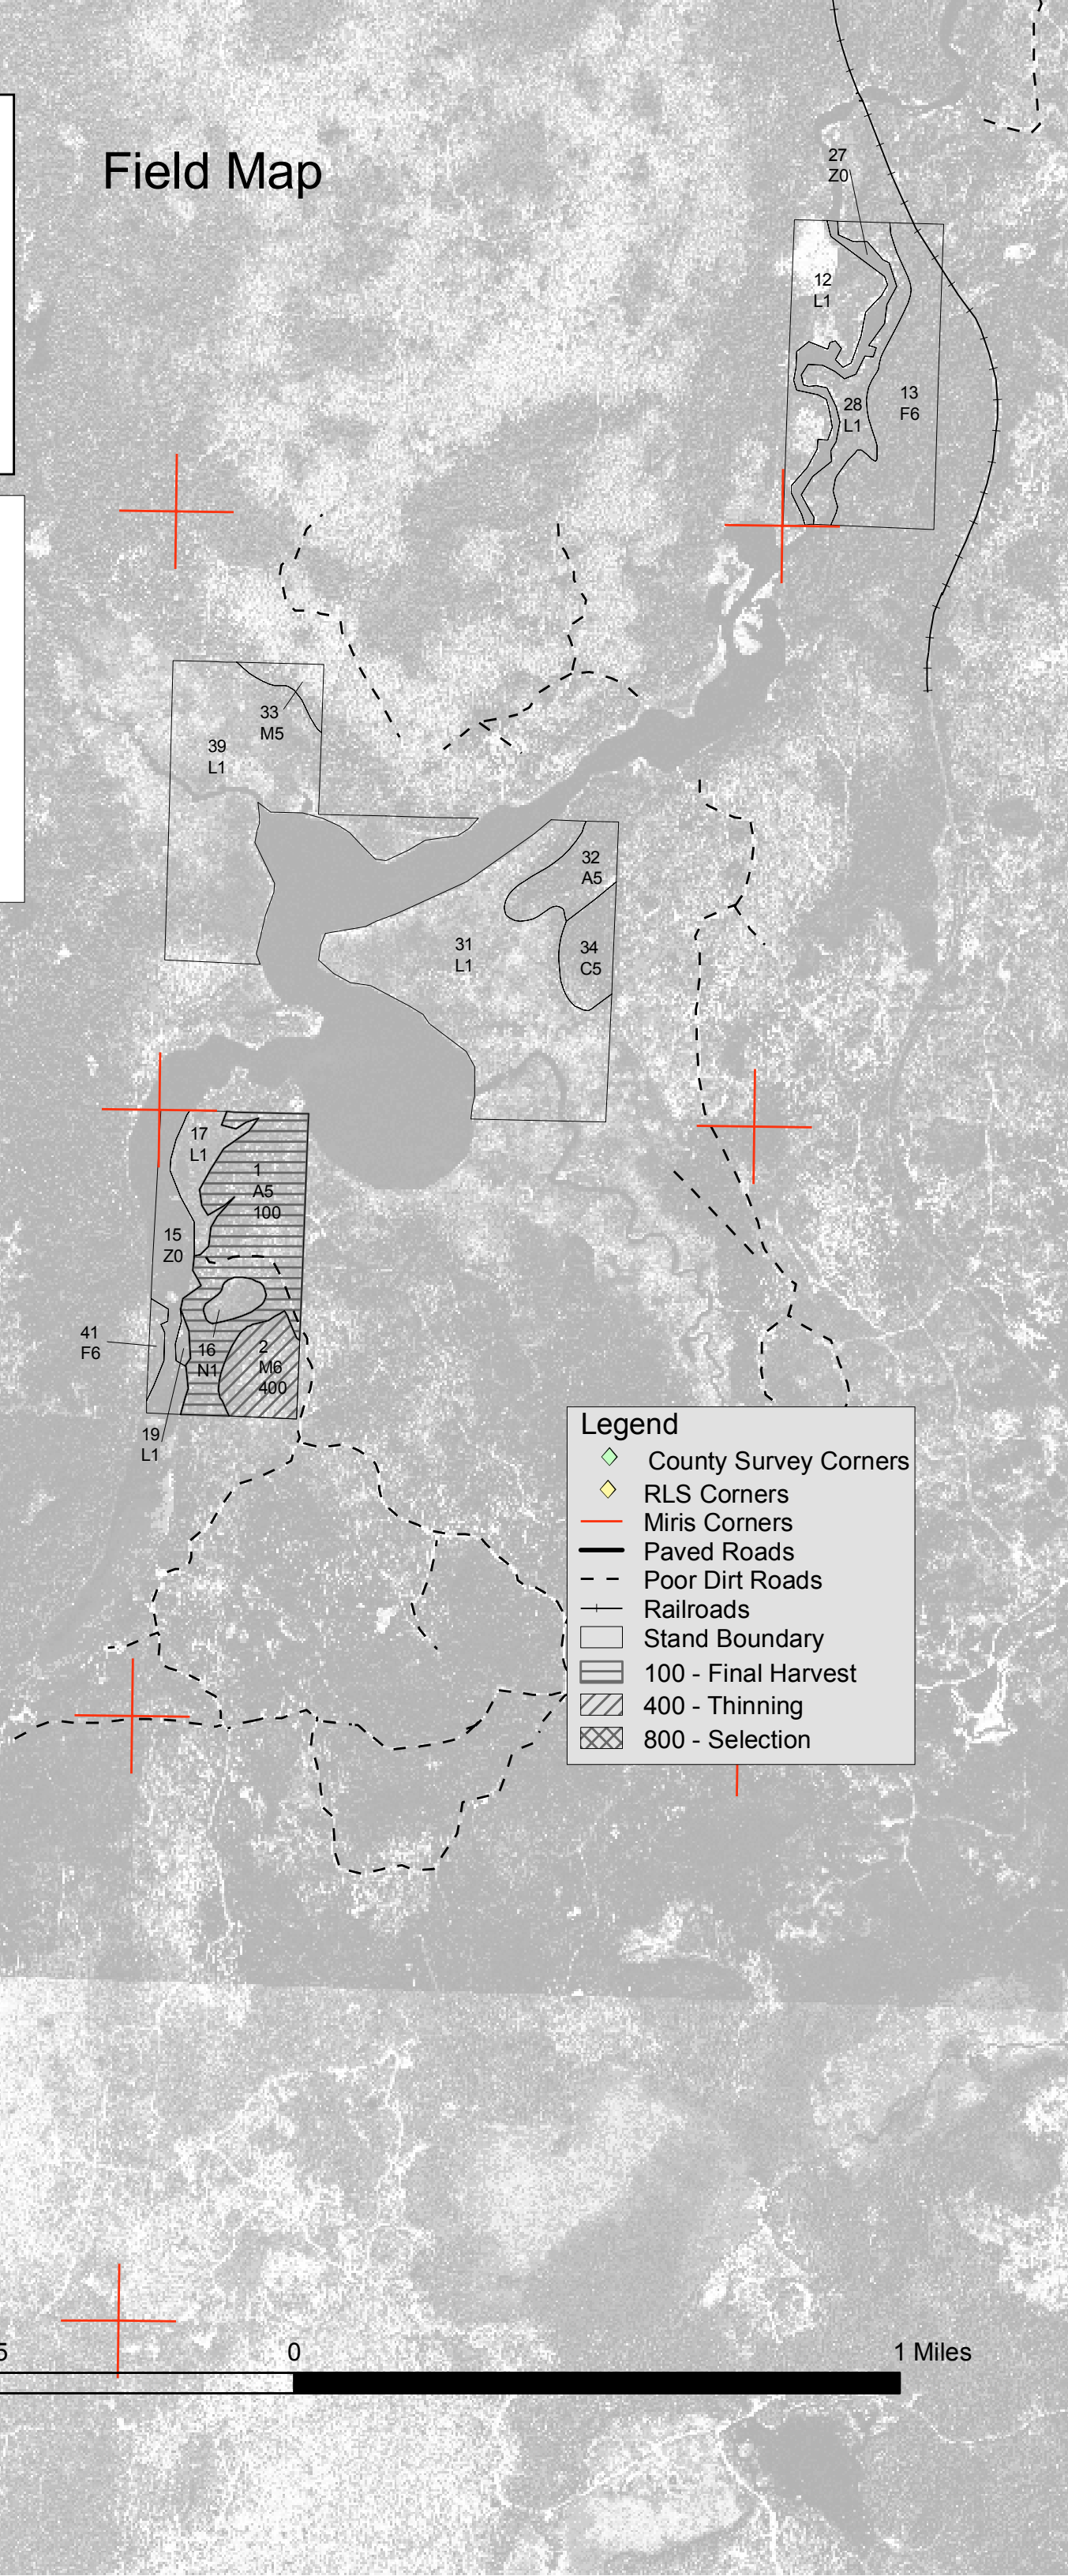 Field Map
27
Z0
12
L1
13
F6
28
L1
33
M5
39
L1
32
A5
31
L1
34
C5
17
L1
1
A5
100
15
Z0
41
F6
16
N1
2
M6
400
19
L1
Legend
County Survey Corners
RLS Corners
Miris Corners
Paved Roads
Poor Dirt Roads
Railroads
Stand Boundary
100 - Final Harvest
400 - Thinning
800 - Selection
5 0 1 Miles